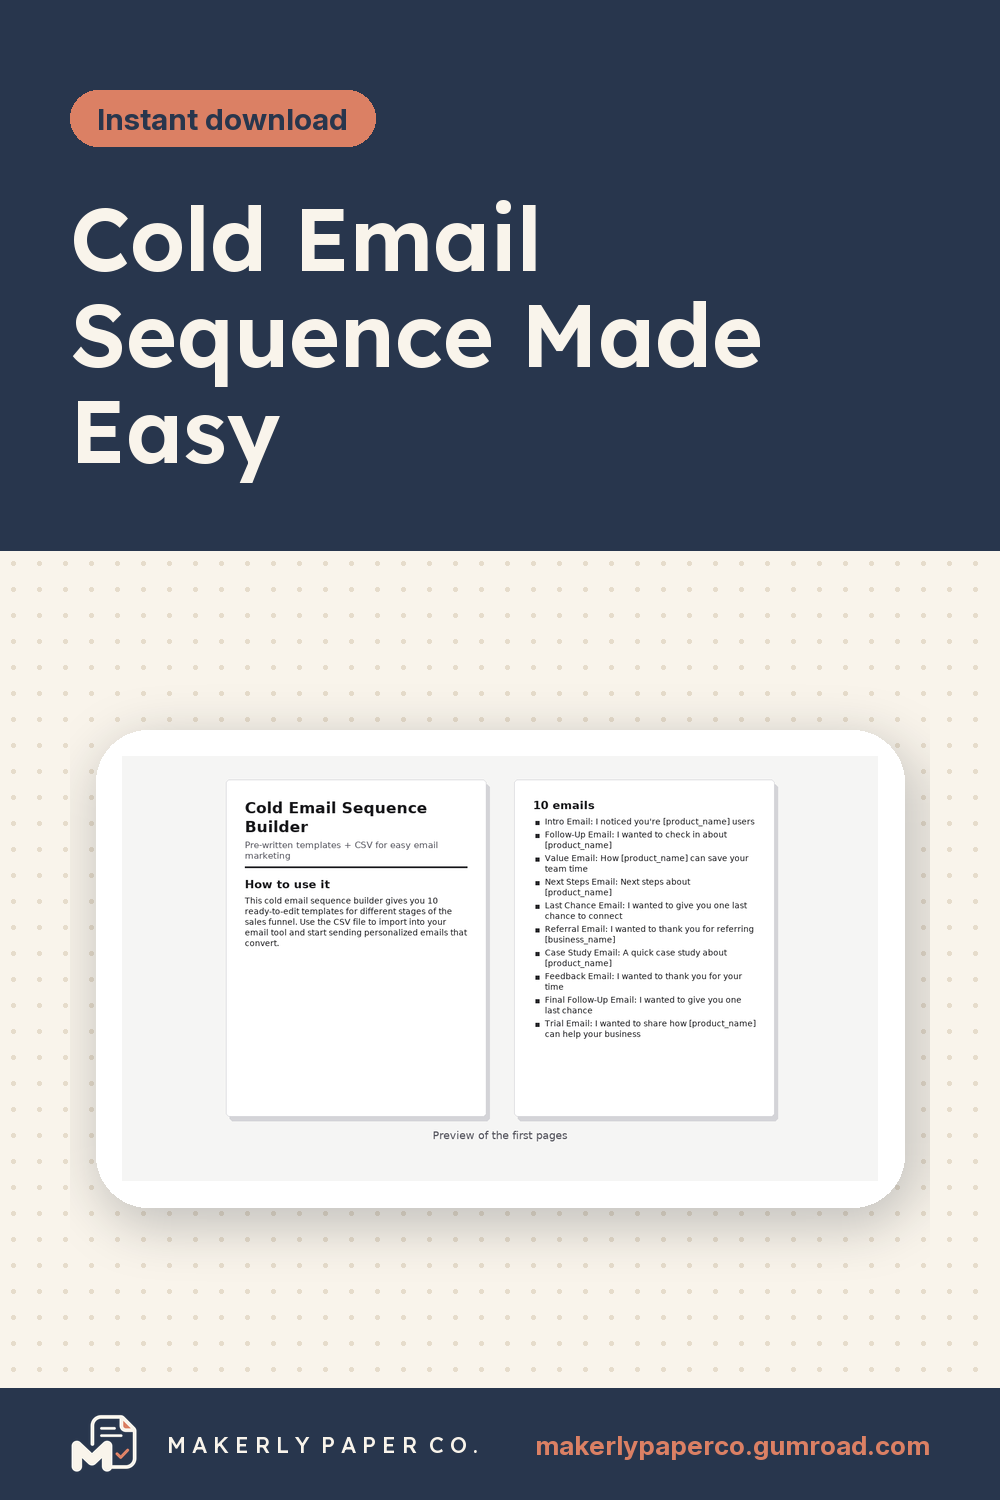 Instant download
Cold Email
Sequence Made
Easy
Cold Email Sequence
Builder
Pre-written templates + CSV for easy email
marketing
How to use it
This cold email sequence builder gives you 10
ready-to-edit templates for different stages of the
sales funnel. Use the CSV file to import into your
email tool and start sending personalized emails that
convert.
10 emails
▪ Intro Email: I noticed you're [product_name] users
▪ Follow-Up Email: I wanted to check in about
[product_name]
▪ Value Email: How [product_name] can save your
team time
▪ Next Steps Email: Next steps about
[product_name]
▪ Last Chance Email: I wanted to give you one last
chance to connect
▪ Referral Email: I wanted to thank you for referring
[business_name]
▪ Case Study Email: A quick case study about
[product_name]
▪ Feedback Email: I wanted to thank you for your
time
▪ Final Follow-Up Email: I wanted to give you one
last chance
▪ Trial Email: I wanted to share how [product_name]
can help your business
Preview of the first pages
MAKERLY PAPER CO.
makerlypaperco.gumroad.com